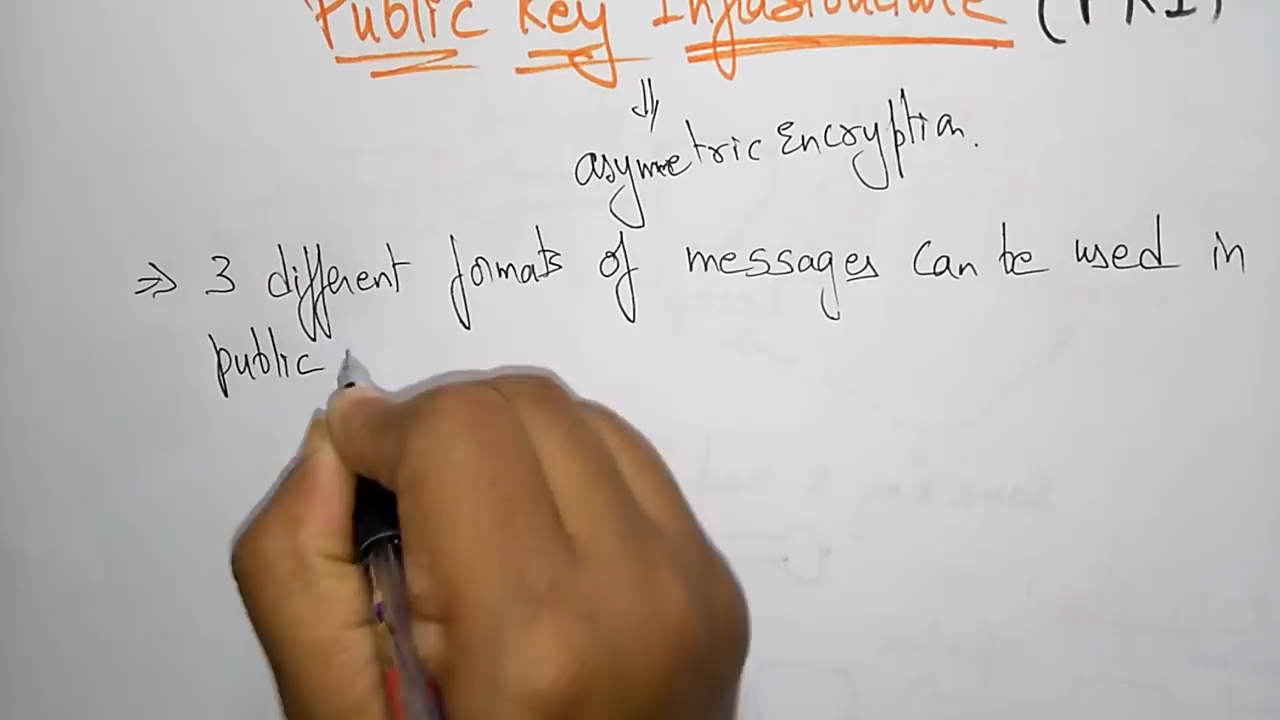 Public Key Infrastructure (PKI)
⇓
asymmetric Encryption.
⇒ 3 different formats of messages can be used in
public